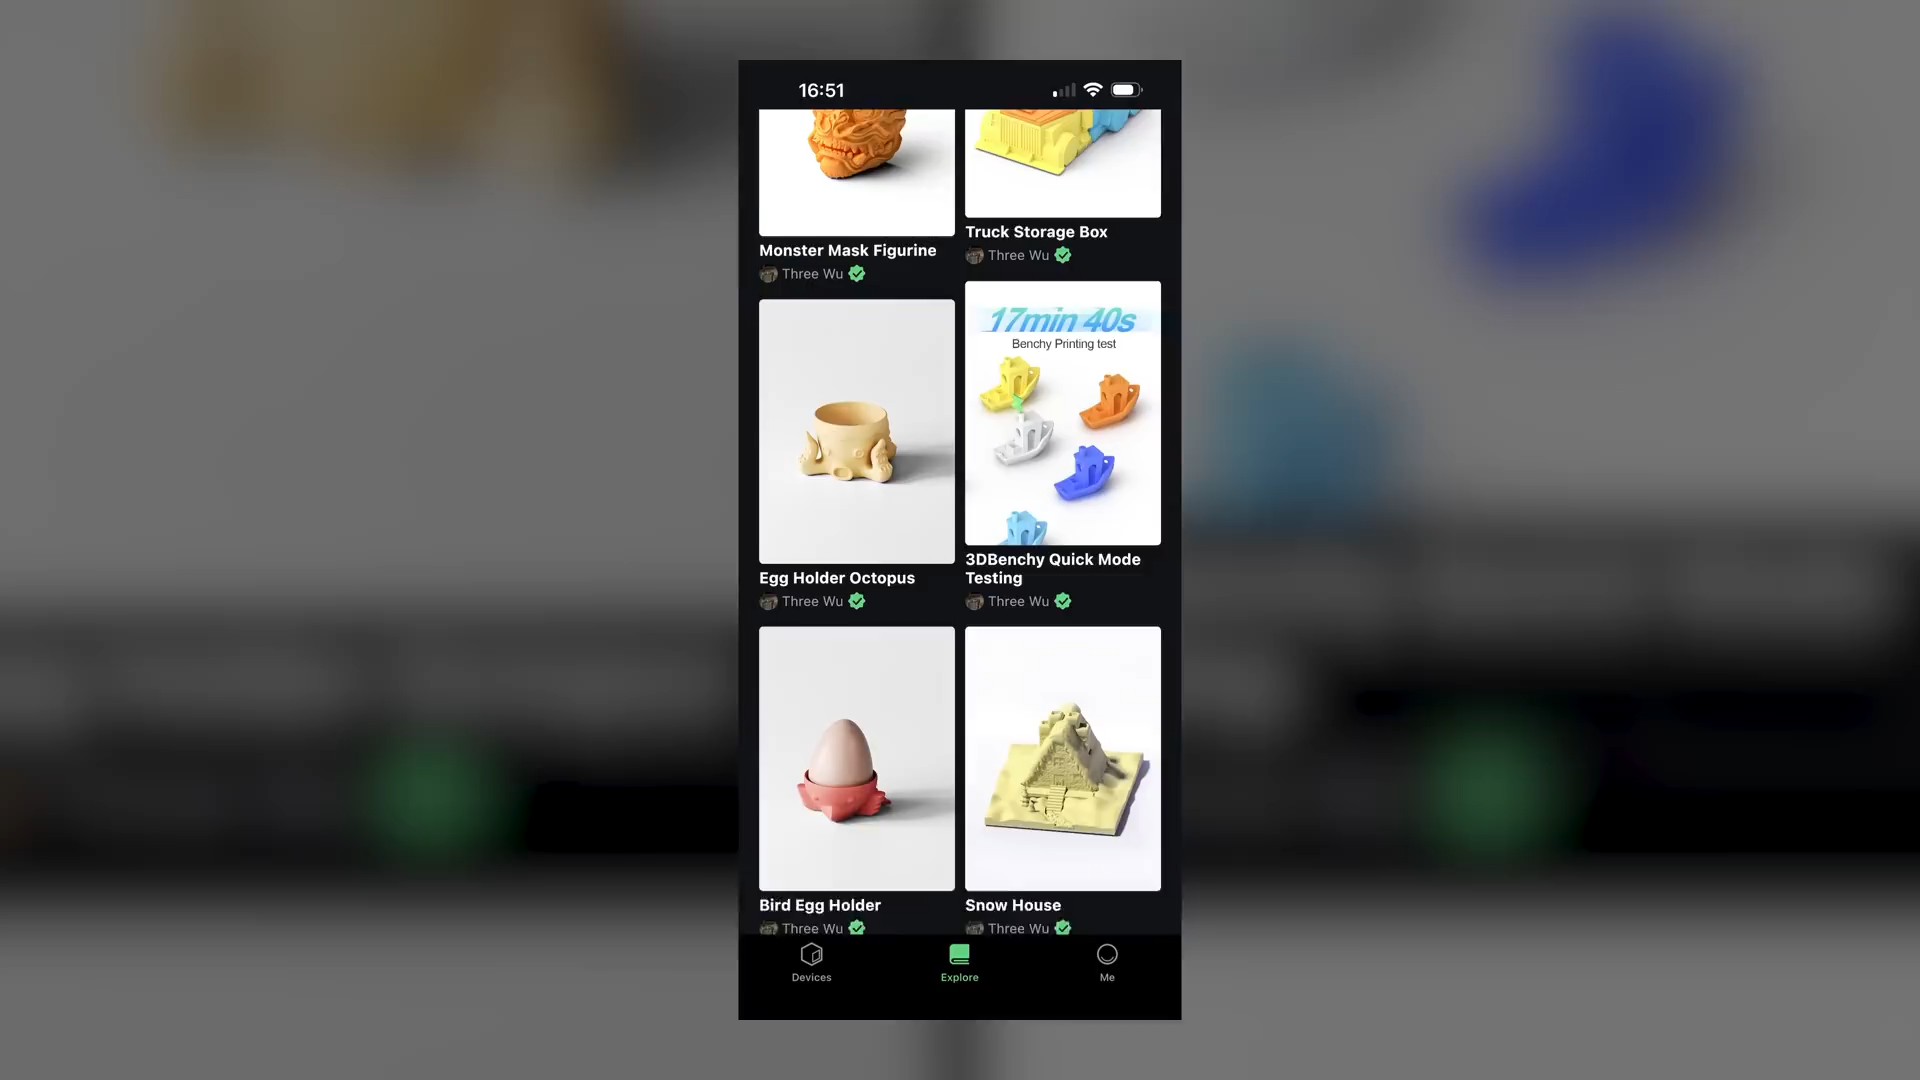 16:51
Monster Mask Figurine
Three Wu
Truck Storage Box
Three Wu
17min 40s
Benchy Printing test
Egg Holder Octopus
Three Wu
3DBenchy Quick Mode
Testing
Three Wu
Bird Egg Holder
Three Wu
Snow House
Three Wu
Devices
Explore
Me